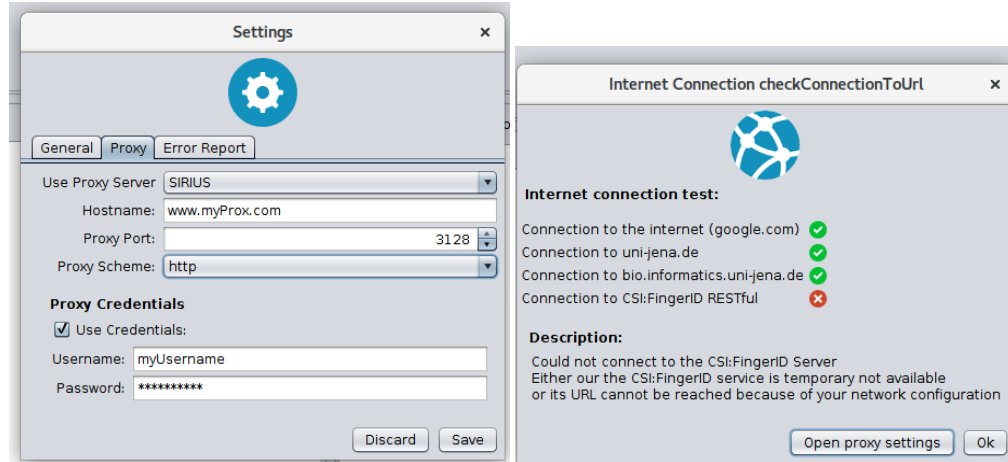 Settings
×
General Proxy Error Report
Use Proxy Server SIRIUS
Hostname: www.myProx.com
Proxy Port: 3128
Proxy Scheme: http
Proxy Credentials
Use Credentials:
Username: myUsername
Password: **********
Discard Save
Internet Connection checkConnectionToUrl
×
Internet connection test:
Connection to the internet (google.com)
Connection to uni-jena.de
Connection to bio.informatics.uni-jena.de
Connection to CSI:FingerID RESTful
Description:
Could not connect to the CSI:FingerID Server
Either our the CSI:FingerID service is temporary not available
or its URL cannot be reached because of your network configuration
Open proxy settings Ok